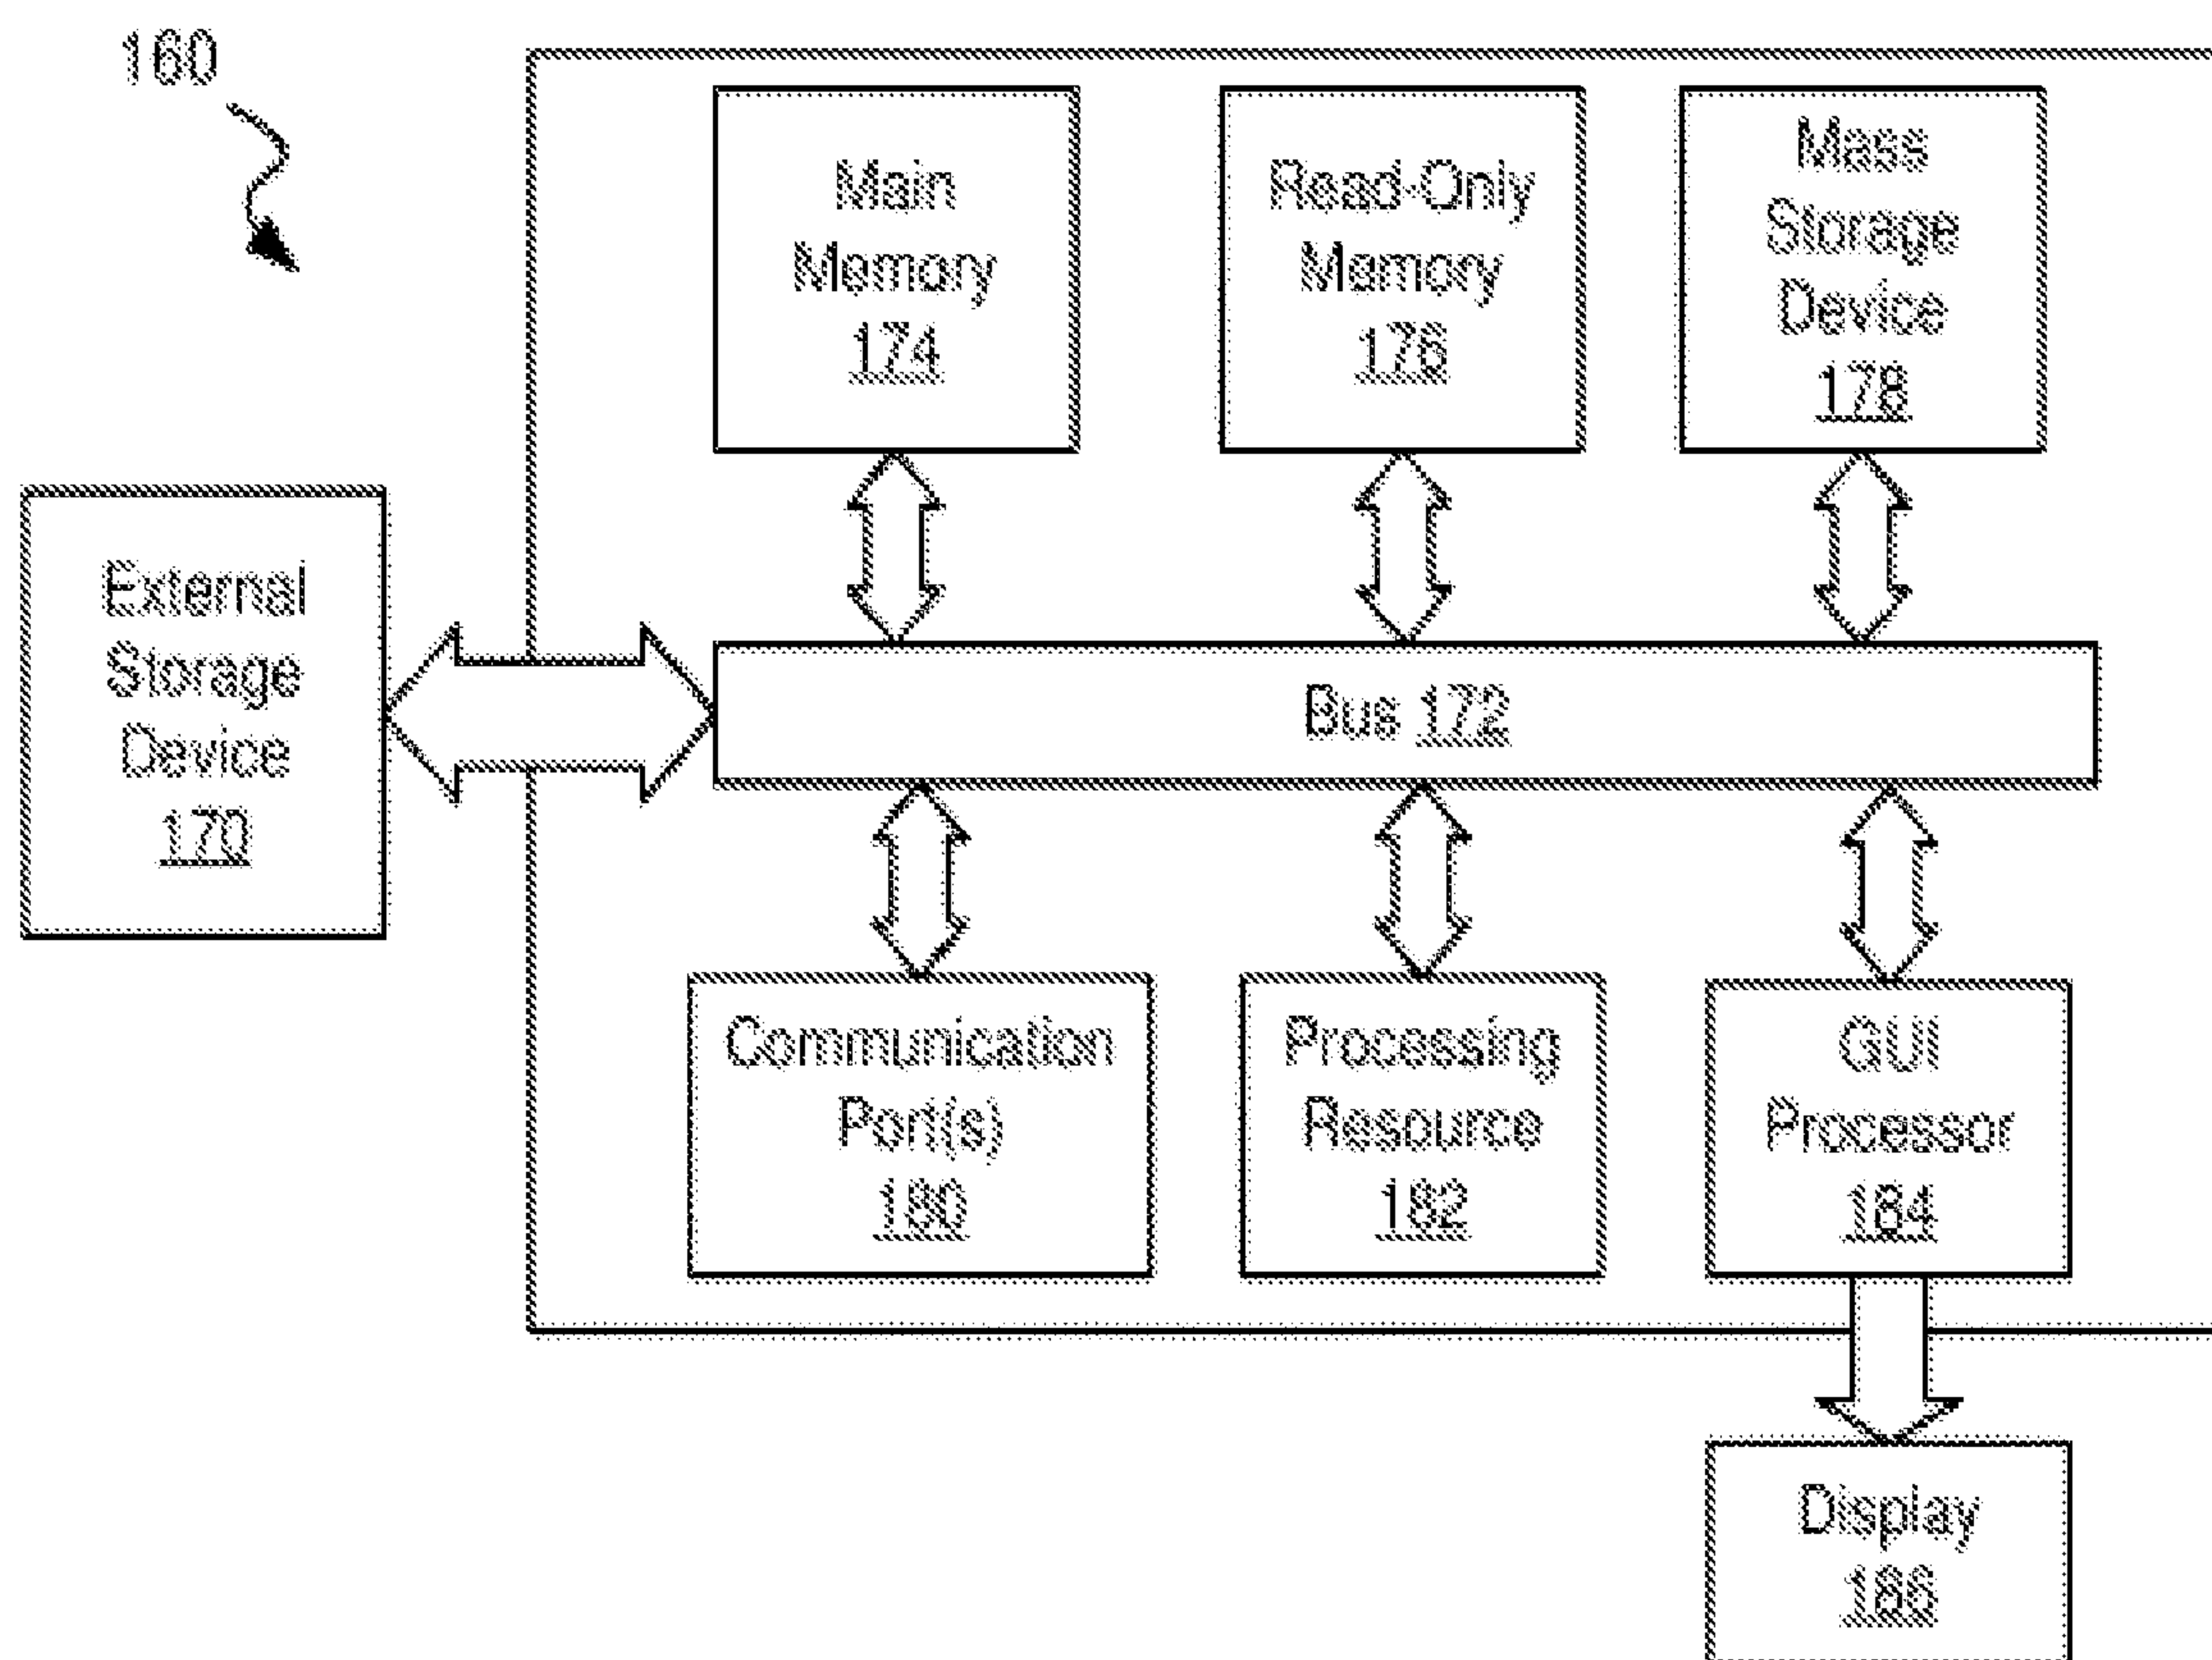 160
Main
Memory
174
Read-Only
Memory
176
Mass
Storage
Device
178
External
Storage
Device
170
Bus 172
Communication
Port(s)
180
Processing
Resource
182
GUI
Processor
184
Display
186